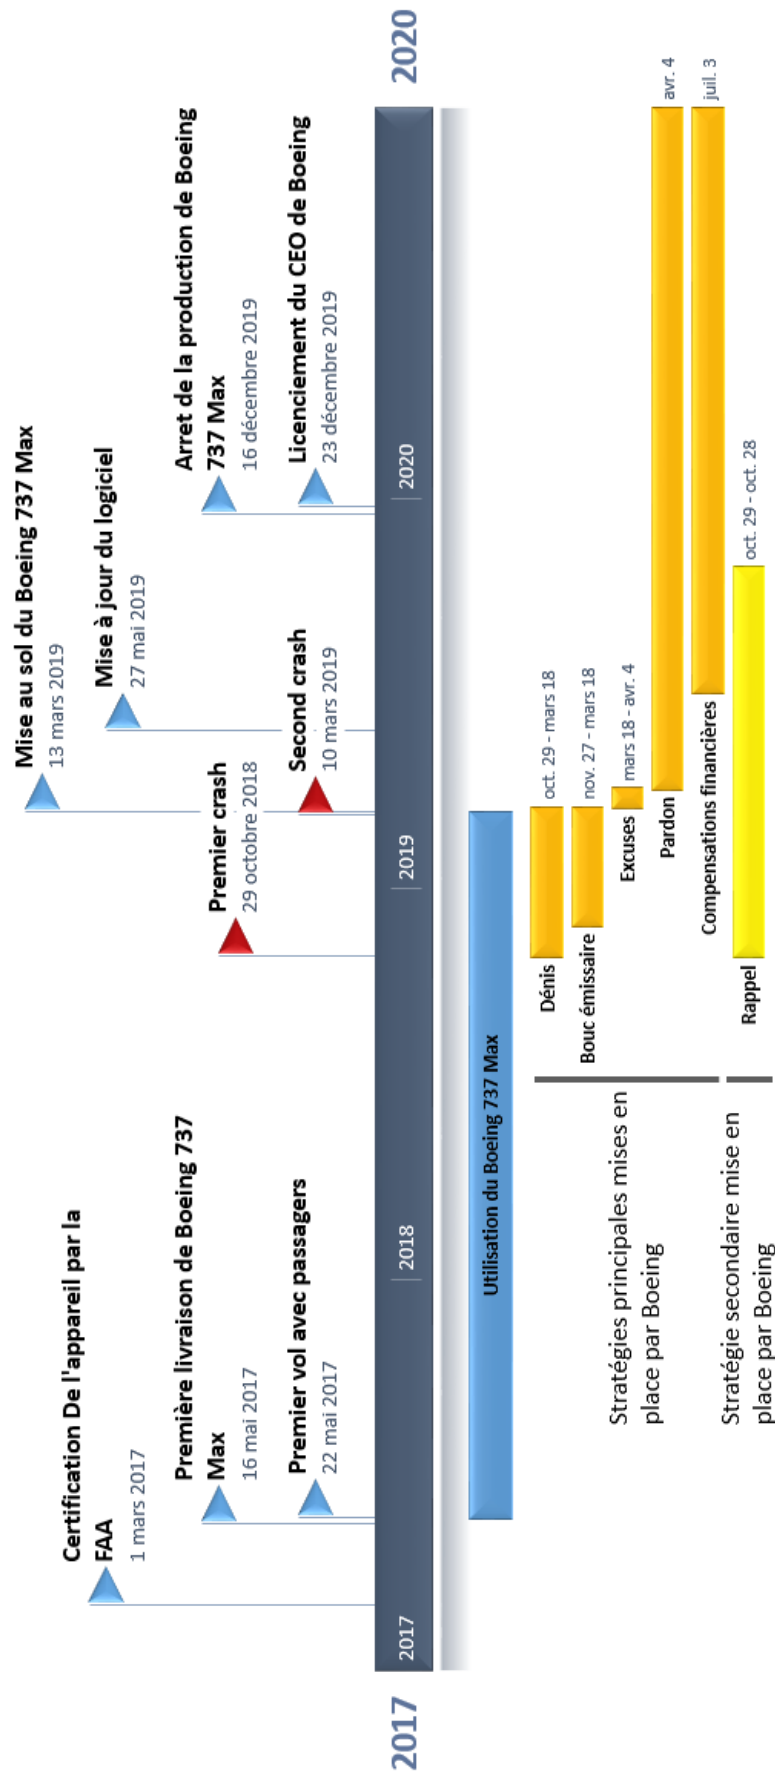 Mise au sol du Boeing 737 Max
13 mars 2019
Mise à jour du logiciel
27 mai 2019
Certification De l'appareil par la
FAA
1 mars 2017
Première livraison de Boeing 737
Max
16 mai 2017
Premier crash
29 octobre 2018
Arret de la production de Boeing
737 Max
16 décembre 2019
Premier vol avec passagers
22 mai 2017
Second crash
10 mars 2019
Licenciement du CEO de Boeing
23 décembre 2019
2017
2017
2018
2019
2020
2020
Utilisation du Boeing 737 Max
Stratégies principales mises en
place par Boeing
Dénis
oct. 29 - mars 18
Bouc émissaire
nov. 27 - mars 18
Excuses
mars 18 - avr. 4
Pardon
avr. 4
Compensations financières
juil. 3
Stratégie secondaire mise en
place par Boeing
Rappel
oct. 29 - oct. 28